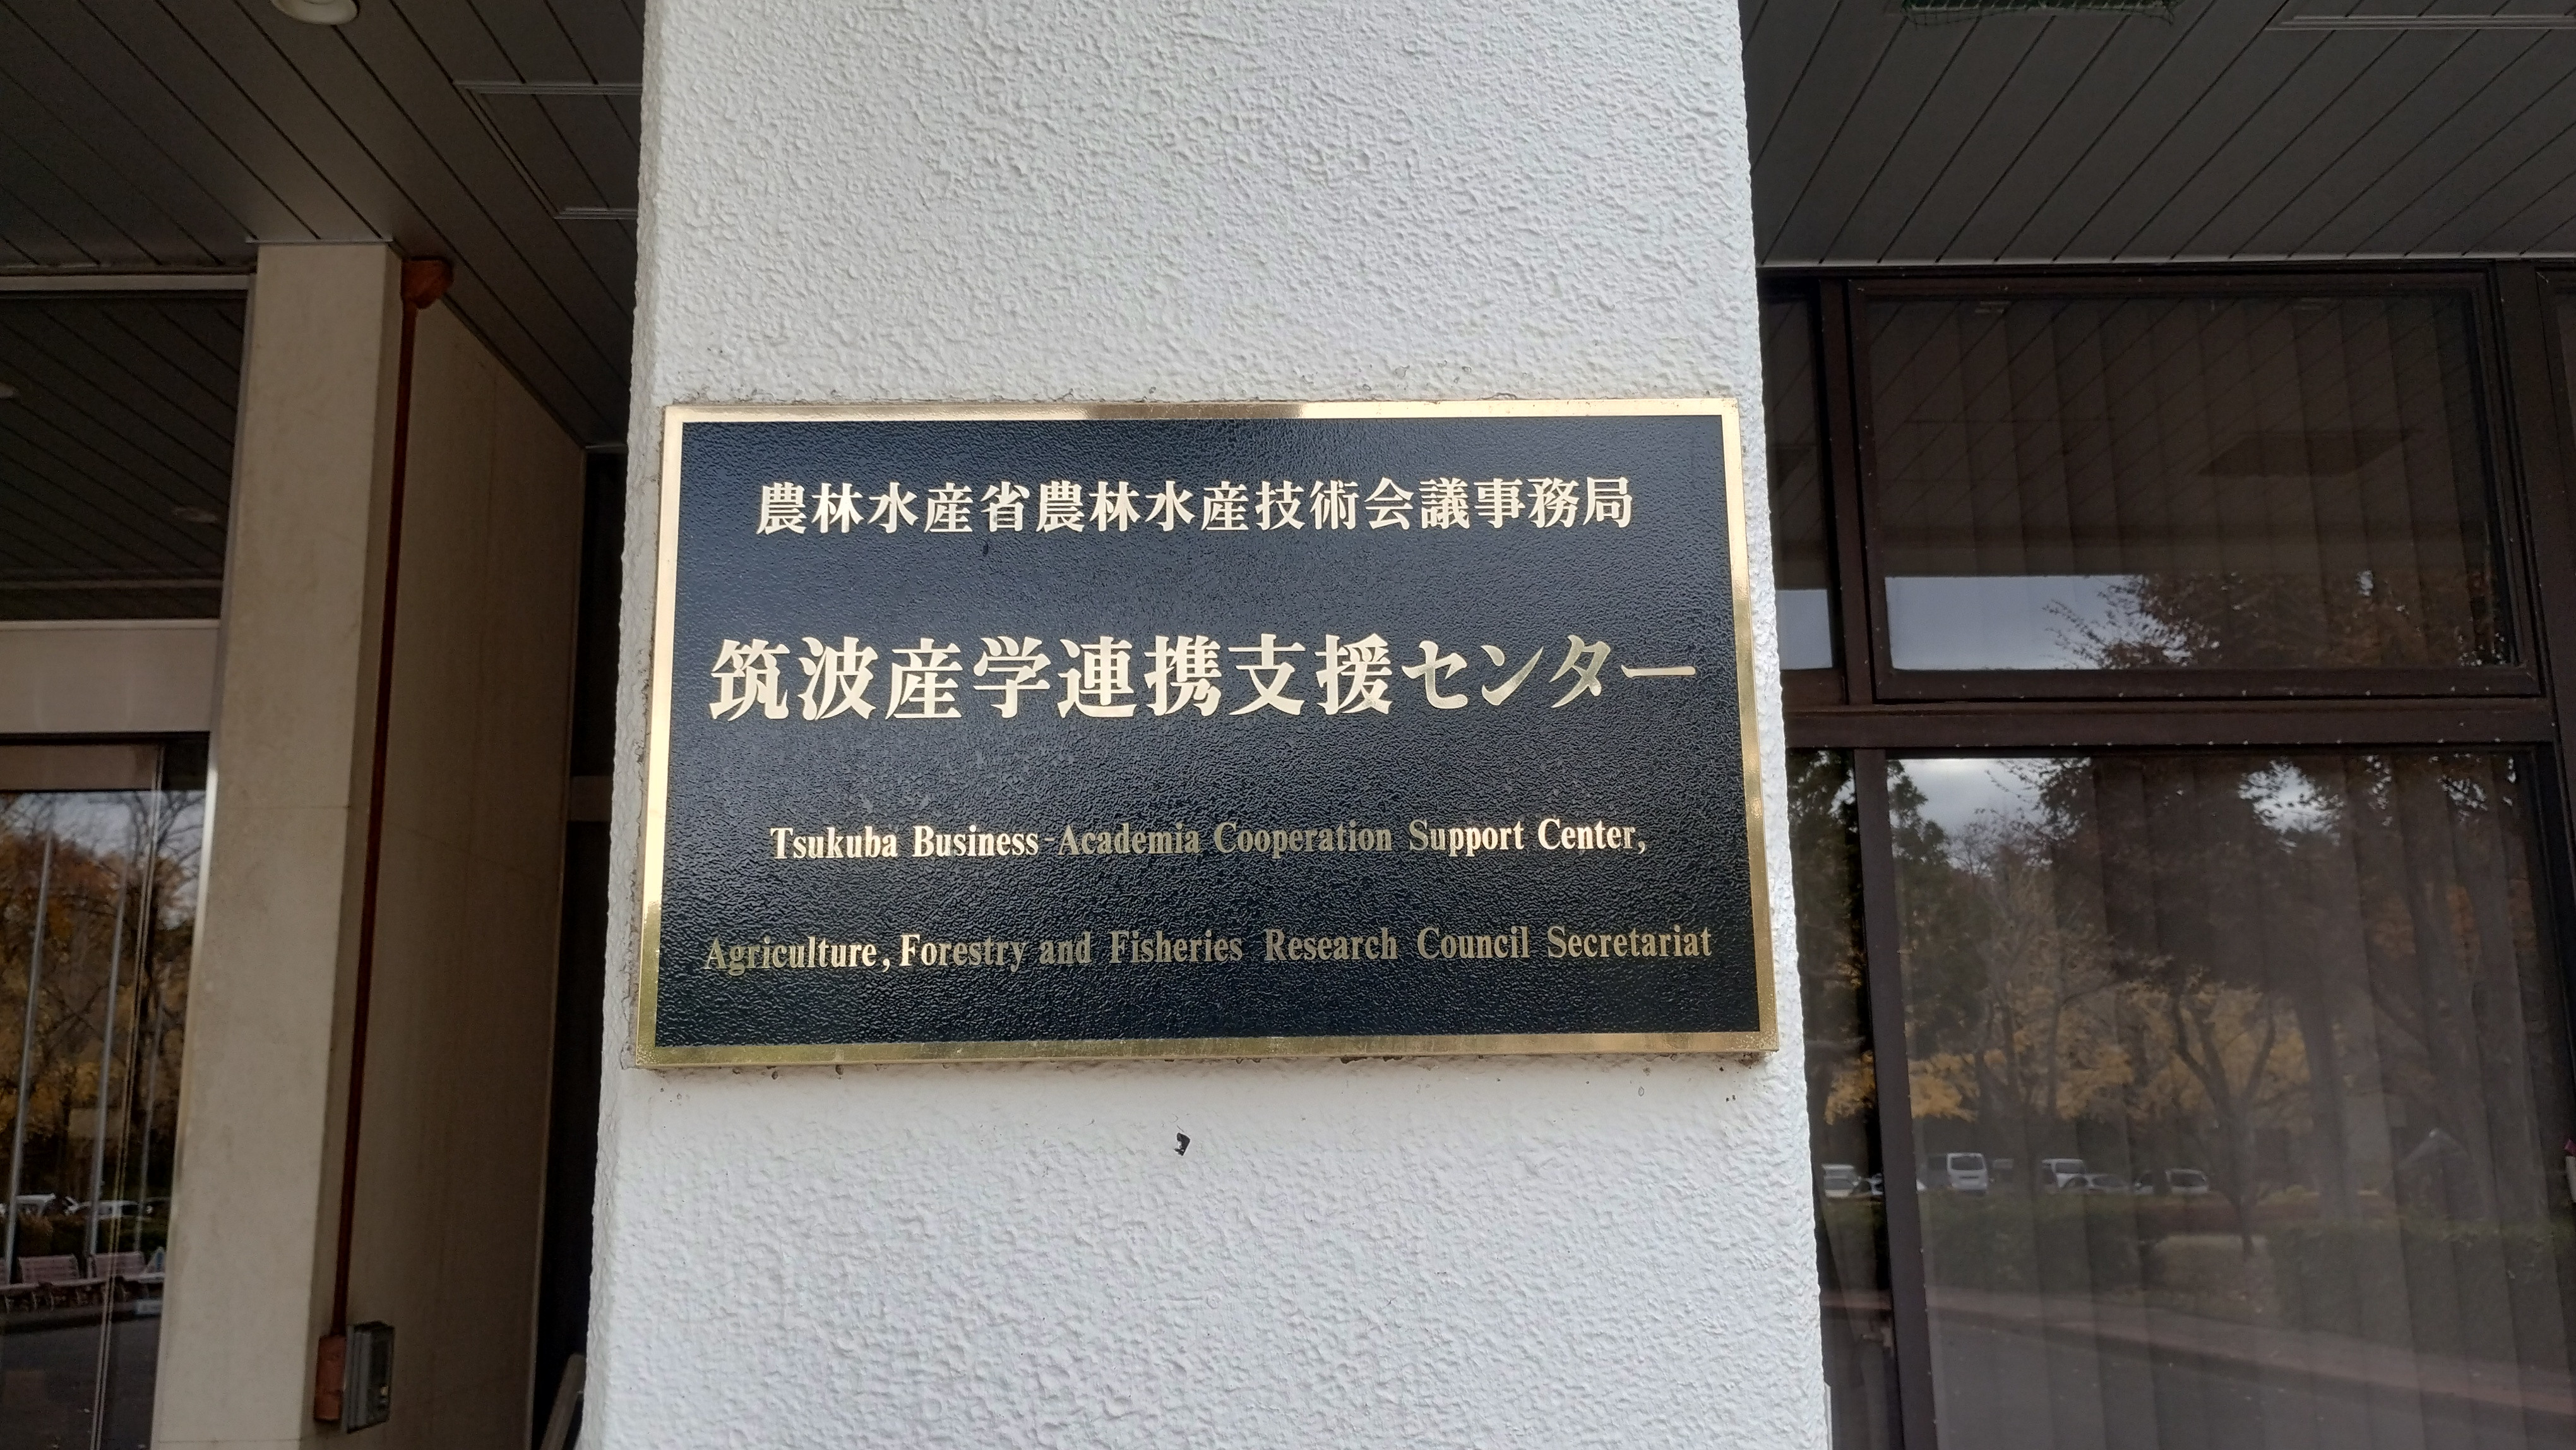 農林水産省農林水産技術会議事務局
筑波産学連携支援センター
Tsukuba Business-Academia Cooperation Support Center,
Agriculture, Forestry and Fisheries Research Council Secretariat